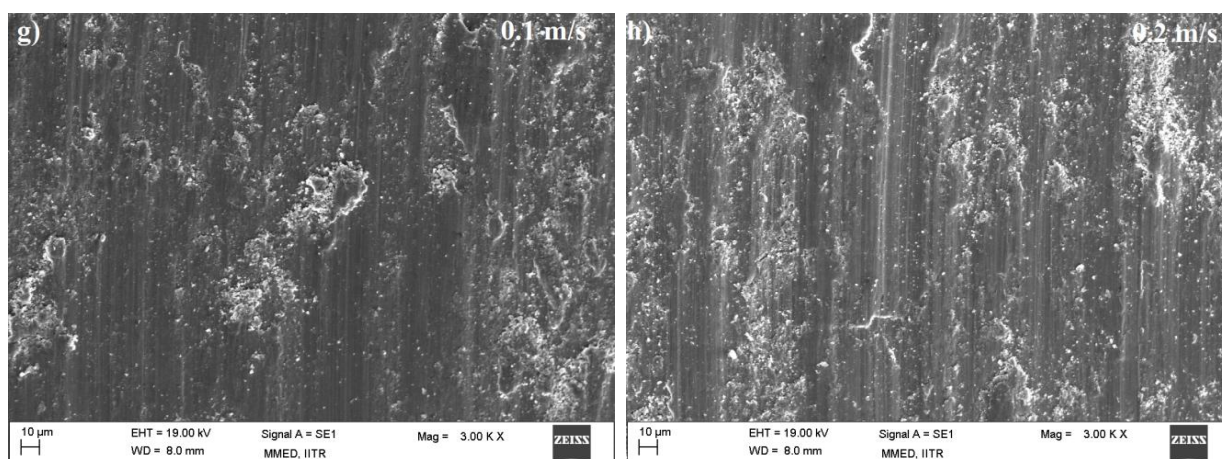 g) 0.1 m/s
10 µm EHT = 19.00 kV Signal A = SE1 Mag = 3.00 K X ZEISS
WD = 8.0 mm MMED, IITR
h) 0.2 m/s
10 µm EHT = 19.00 kV Signal A = SE1 Mag = 3.00 K X ZEISS
WD = 8.0 mm MMED, IITR